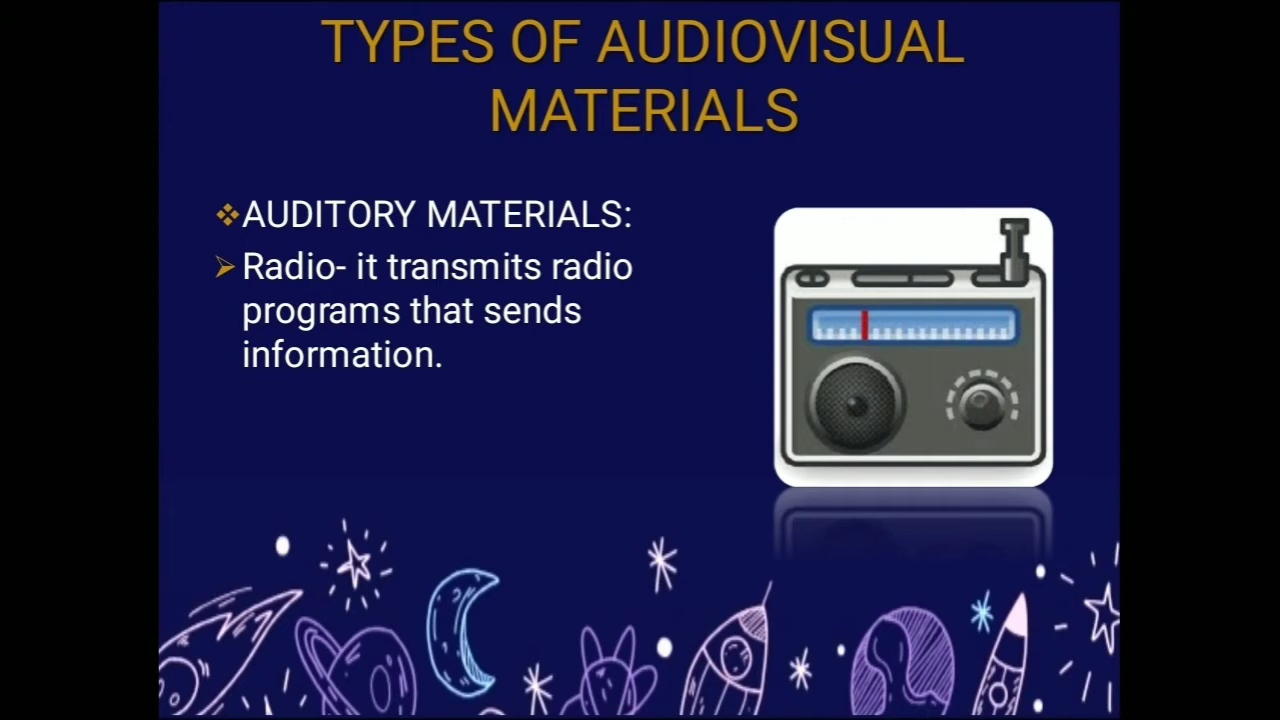 TYPES OF AUDIOVISUAL
MATERIALS
AUDITORY MATERIALS:
Radio- it transmits radio
programs that sends
information.